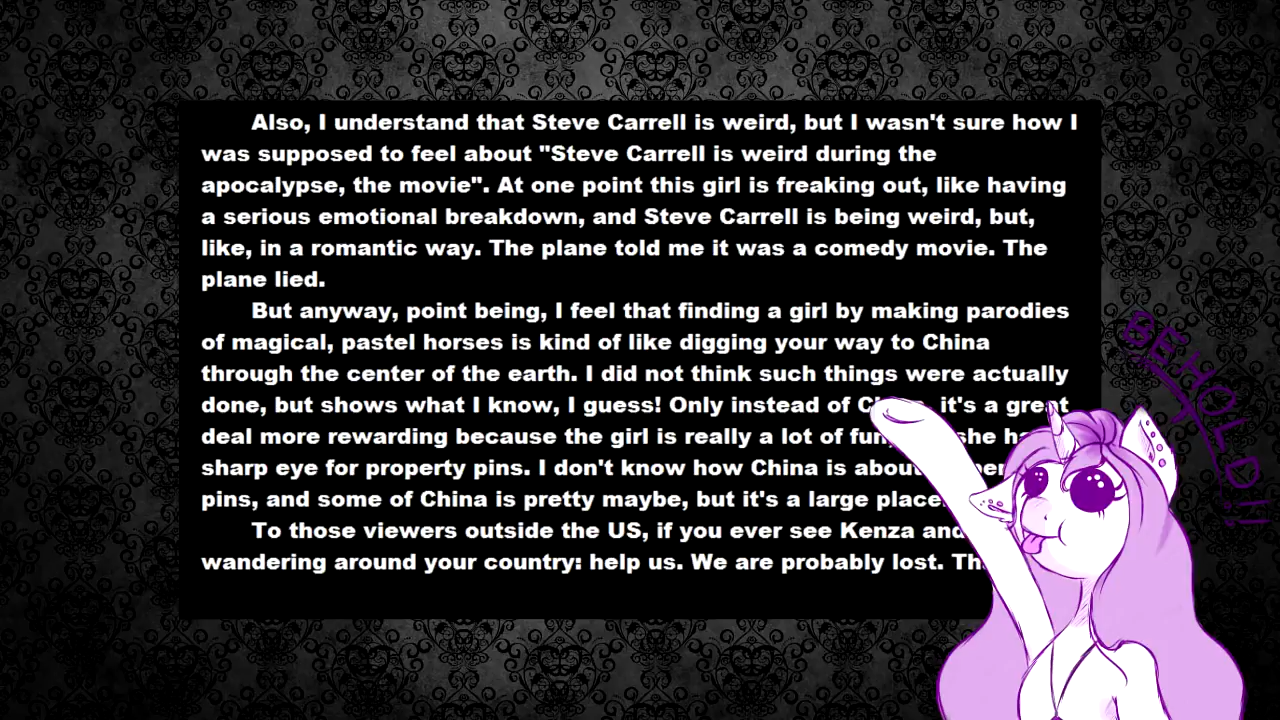 Also, I understand that Steve Carrell is weird, but I wasn't sure how I
was supposed to feel about "Steve Carrell is weird during the
apocalypse, the movie". At one point this girl is freaking out, like having
a serious emotional breakdown, and Steve Carrell is being weird, but,
like, in a romantic way. The plane told me it was a comedy movie. The
plane lied.
But anyway, point being, I feel that finding a girl by making parodies
of magical, pastel horses is kind of like digging your way to China
through the center of the earth. I did not think such things were actually
done, but shows what I know, I guess! Only instead of it's a great
deal more rewarding because the girl is really a lot of she
sharp eye for property pins. I don't know how China is about
pins, and some of China is pretty maybe, but it's a large place.
To those viewers outside the US, if you ever see Kenza and
wandering around your country: help us. We are probably lost.
BEHOLD!!